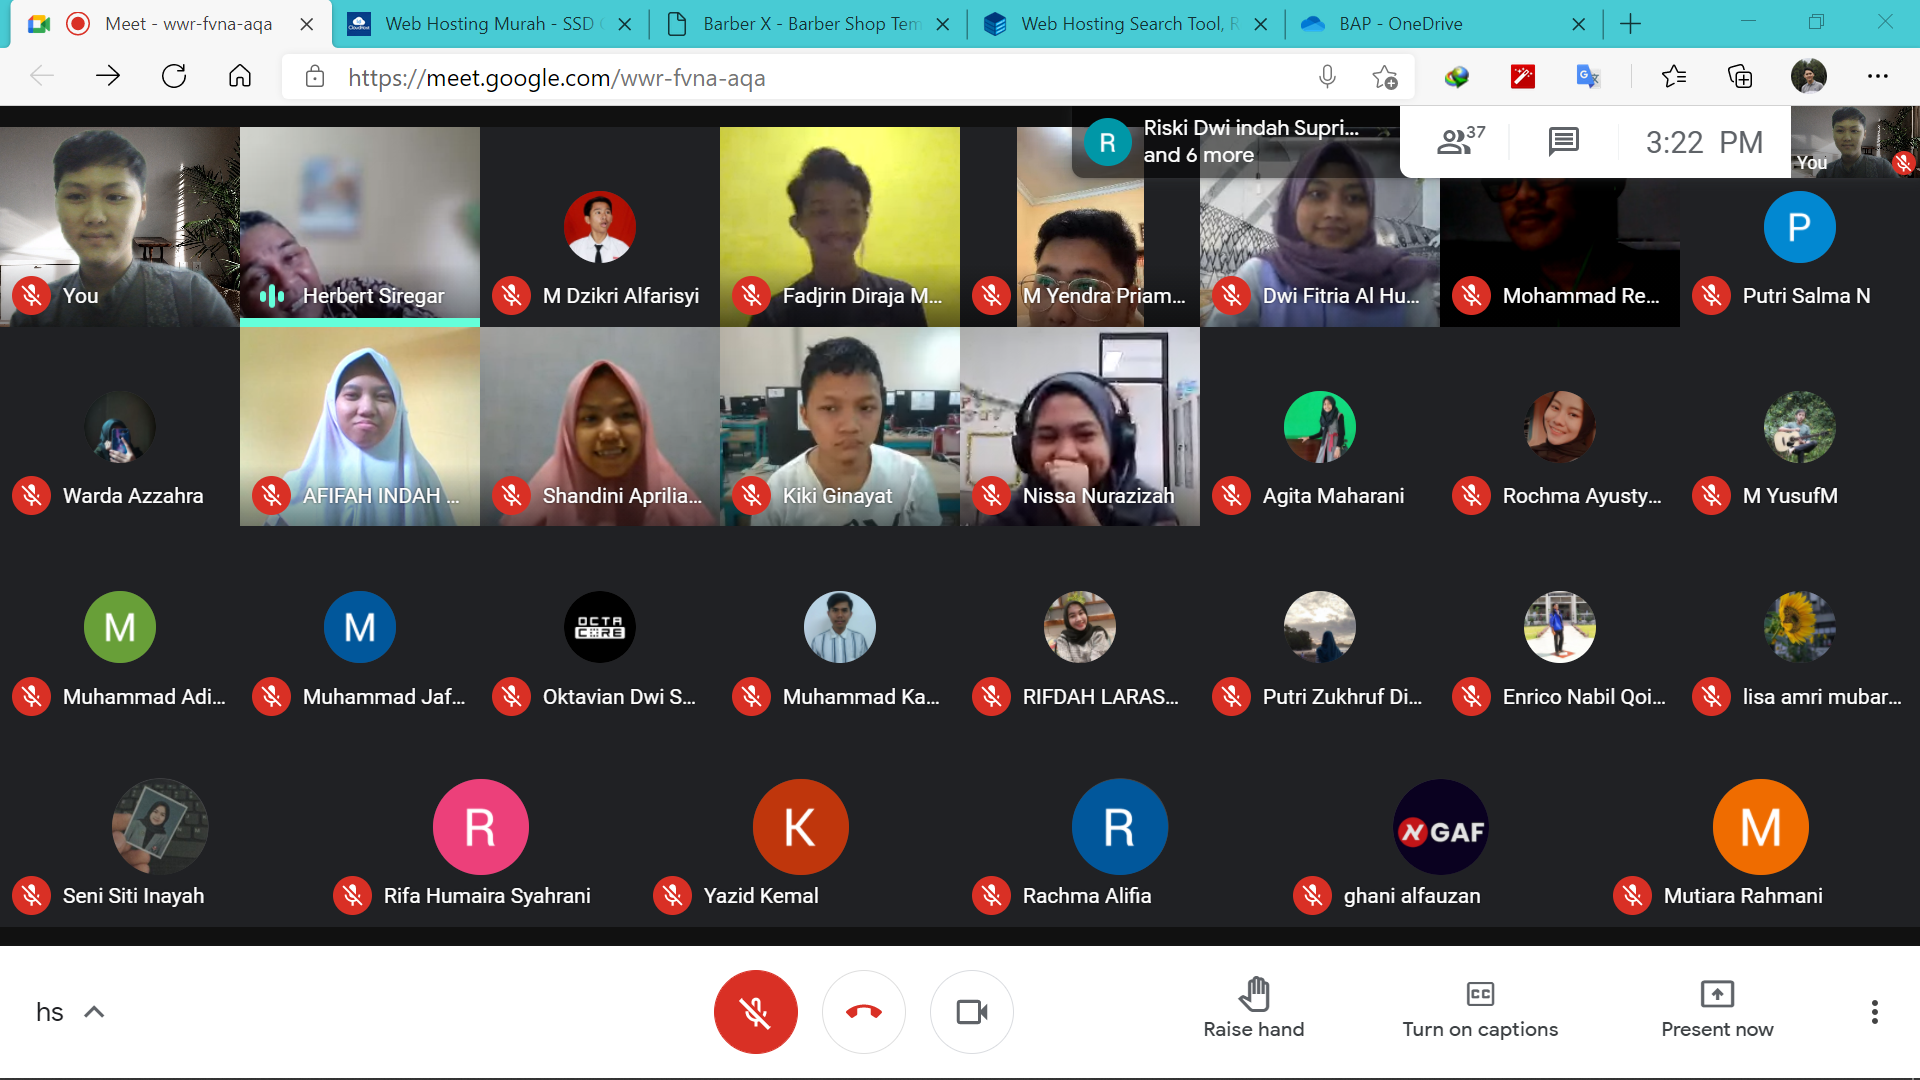 Meet - wwr-fvna-aqa
Web Hosting Murah - SSD C
Barber X - Barber Shop Tem
Web Hosting Search Tool, R
BAP - OneDrive
https://meet.google.com/wwr-fvna-aqa
R
Riski Dwi indah Supri...
and 6 more
37
3:22 PM
You
You
Herbert Siregar
M Dzikri Alfarisyi
Fadjrin Diraja M...
M Yendra Priam...
Dwi Fitria Al Hu...
Mohammad Re...
P
Putri Salma N
Warda Azzahra
AFIFAH INDAH ...
Shandini Aprilia...
Kiki Ginayat
Nissa Nurazizah
Agita Maharani
Rochma Ayusty...
M YusufM
M
M
OCTA
CORE
Muhammad Adi...
Muhammad Jaf...
Oktavian Dwi S...
Muhammad Ka...
RIFDAH LARAS...
Putri Zukhruf Di...
Enrico Nabil Qoi...
lisa amri mubar...
R
K
R
GAF
M
Seni Siti Inayah
Rifa Humaira Syahrani
Yazid Kemal
Rachma Alifia
ghani alfauzan
Mutiara Rahmani
hs
Raise hand
CC
Turn on captions
Present now